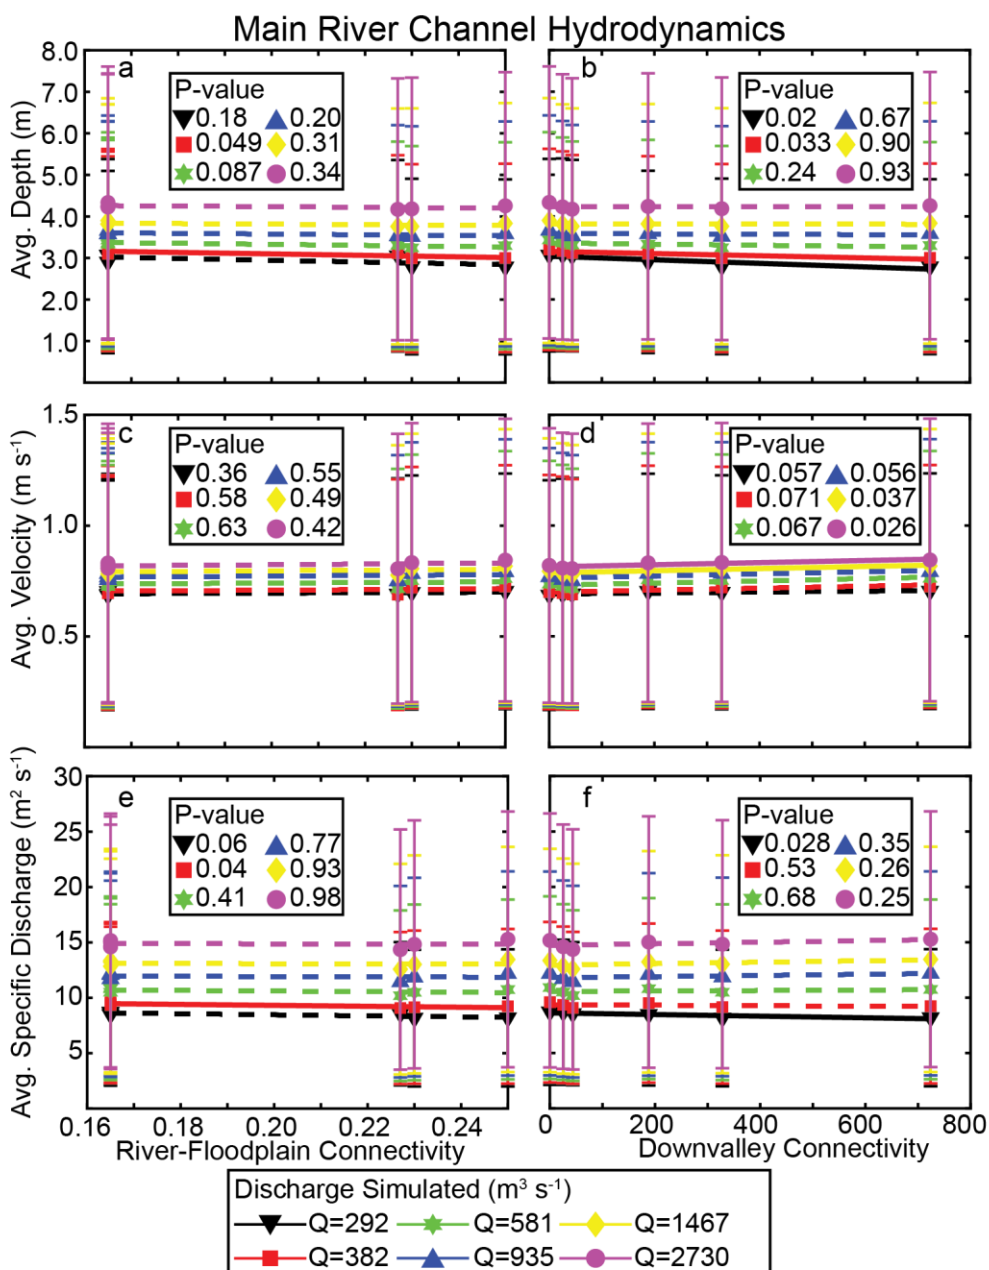 Main River Channel Hydrodynamics
8.0
7.0
6.0
5.0
4.0
3.0
2.0
1.0
Avg. Depth (m)
a
P-value
0.18 0.20
0.049 0.31
0.087 0.34
b
P-value
0.02 0.67
0.033 0.90
0.24 0.93
1.5
1.0
0.5
Avg. Velocity (m s⁻¹)
c
P-value
0.36 0.55
0.58 0.49
0.63 0.42
d
P-value
0.057 0.056
0.071 0.037
0.067 0.026
30
25
20
15
10
5
Avg. Specific Discharge (m² s⁻¹)
e
P-value
0.06 0.77
0.04 0.93
0.41 0.98
f
P-value
0.028 0.35
0.53 0.26
0.68 0.25
0.16 0.18 0.20 0.22 0.24
River-Floodplain Connectivity
0 200 400 600 800
Downvalley Connectivity
Discharge Simulated (m³ s⁻¹)
Q=292 Q=581 Q=1467
Q=382 Q=935 Q=2730